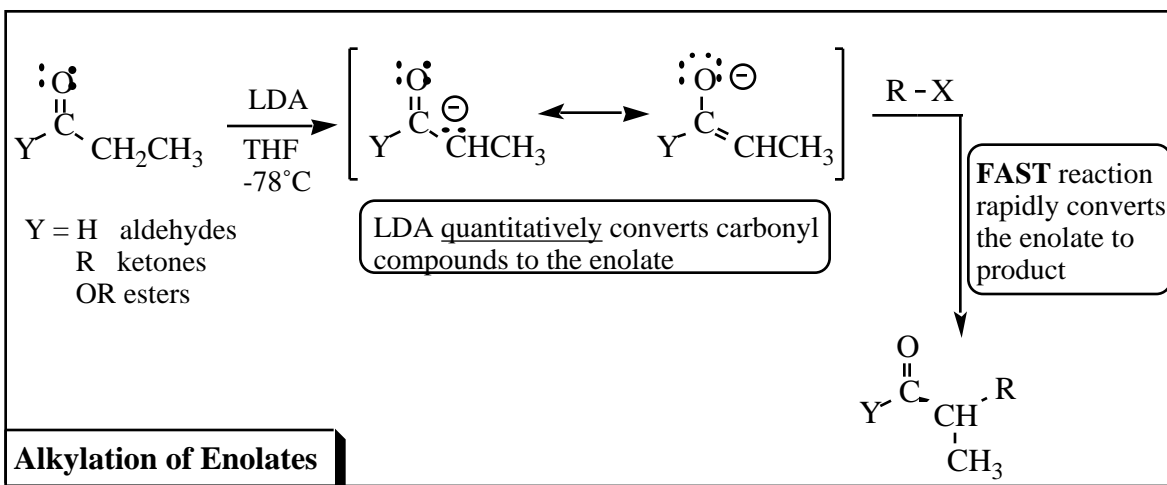 O
C
Y
CH₂CH₃
LDA
THF
-78˚C
O
C
Y
CHCH₃
O
C
Y
CHCH₃
R - X
Y = H aldehydes
R ketones
OR esters
LDA quantitatively converts carbonyl
compounds to the enolate
FAST reaction
rapidly converts
the enolate to
product
O
C
Y
CH
R
CH₃
Alkylation of Enolates